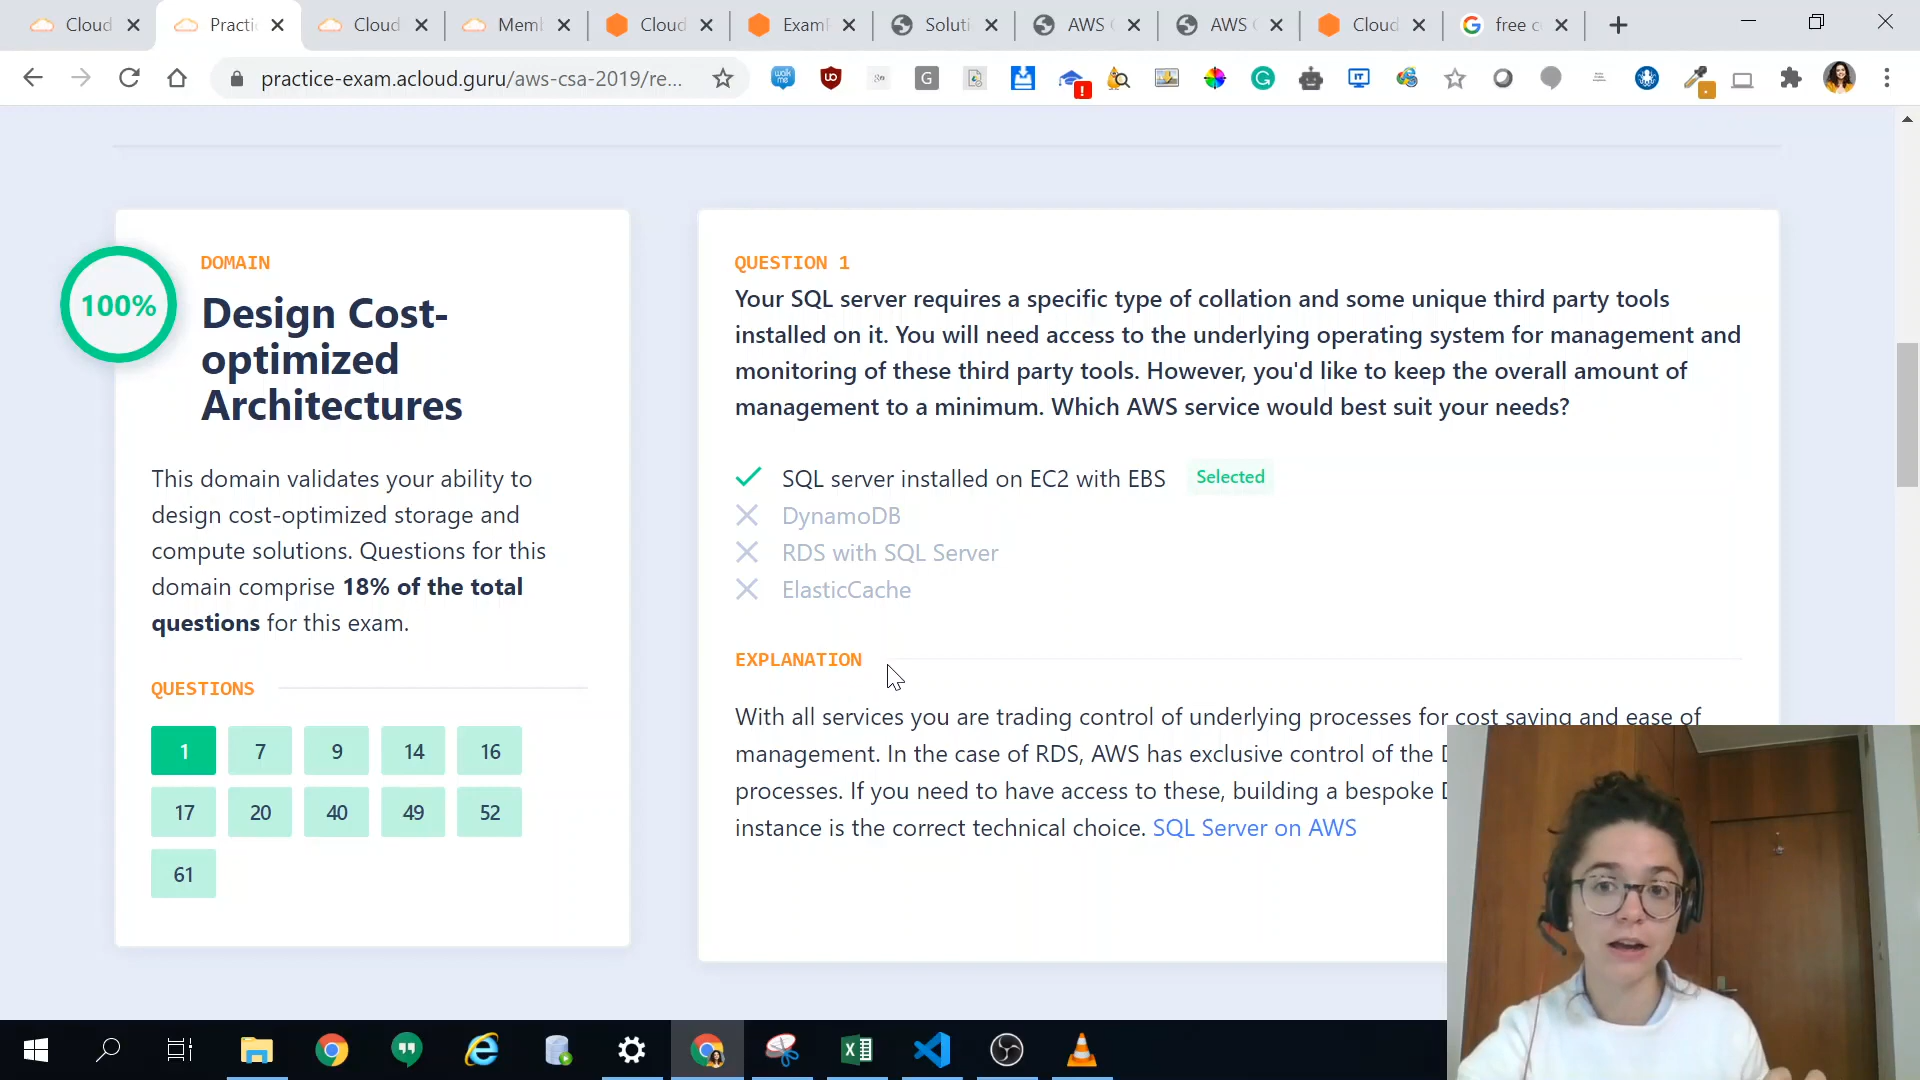 Cloud
Practi
Cloud
Memb
Cloud
Exam
Soluti
AWS
AWS
Cloud
free c
practice-exam.acloud.guru/aws-csa-2019/re...
100%
DOMAIN
Design Cost-
optimized
Architectures
This domain validates your ability to
design cost-optimized storage and
compute solutions. Questions for this
domain comprise 18% of the total
questions for this exam.
QUESTIONS
1 7 9 14 16
17 20 40 49 52
61
QUESTION 1
Your SQL server requires a specific type of collation and some unique third party tools
installed on it. You will need access to the underlying operating system for management and
monitoring of these third party tools. However, you'd like to keep the overall amount of
management to a minimum. Which AWS service would best suit your needs?
SQL server installed on EC2 with EBS Selected
DynamoDB
RDS with SQL Server
ElasticCache
EXPLANATION
With all services you are trading control of underlying processes for cost saving and ease of
management. In the case of RDS, AWS has exclusive control of the
processes. If you need to have access to these, building a bespoke
instance is the correct technical choice. SQL Server on AWS